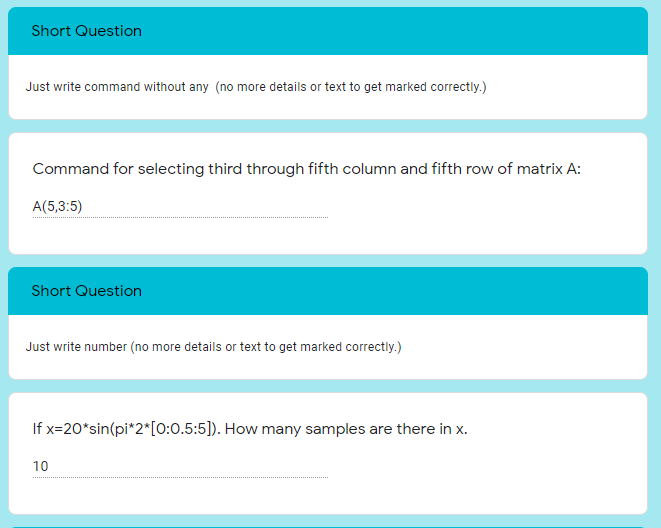 Short Question
Just write command without any (no more details or text to get marked correctly.)
Command for selecting third through fifth column and fifth row of matrix A:
A(5,3:5)
Short Question
Just write number (no more details or text to get marked correctly.)
If x=20*sin(pi*2*[0:0.5:5]). How many samples are there in x.
10